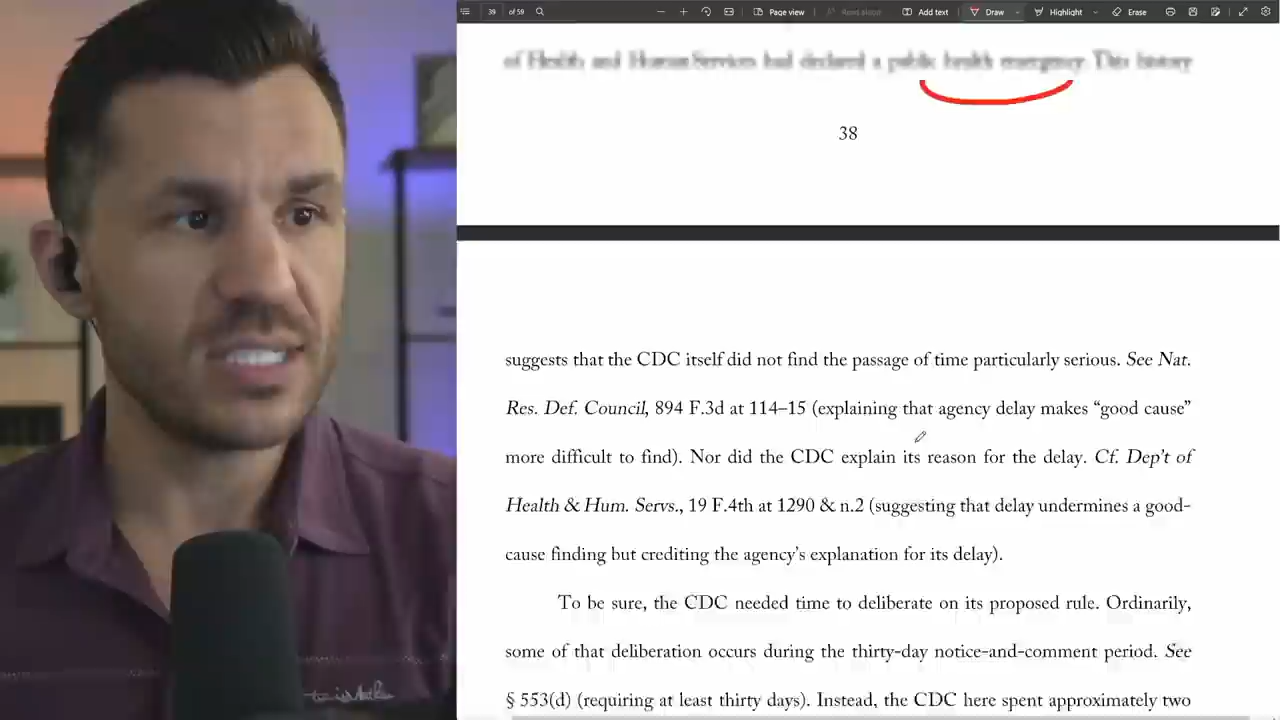 39 of 59 Page view Read aloud Add text Draw Highlight Erase
of Health and Human Services had declared a public health emergency. This history
38
suggests that the CDC itself did not find the passage of time particularly serious. See Nat.
Res. Def. Council, 894 F.3d at 114–15 (explaining that agency delay makes “good cause”
more difficult to find). Nor did the CDC explain its reason for the delay. Cf. Dep’t of
Health & Hum. Servs., 19 F.4th at 1290 & n.2 (suggesting that delay undermines a good-
cause finding but crediting the agency’s explanation for its delay).
To be sure, the CDC needed time to deliberate on its proposed rule. Ordinarily,
some of that deliberation occurs during the thirty-day notice-and-comment period. See
§ 553(d) (requiring at least thirty days). Instead, the CDC here spent approximately two